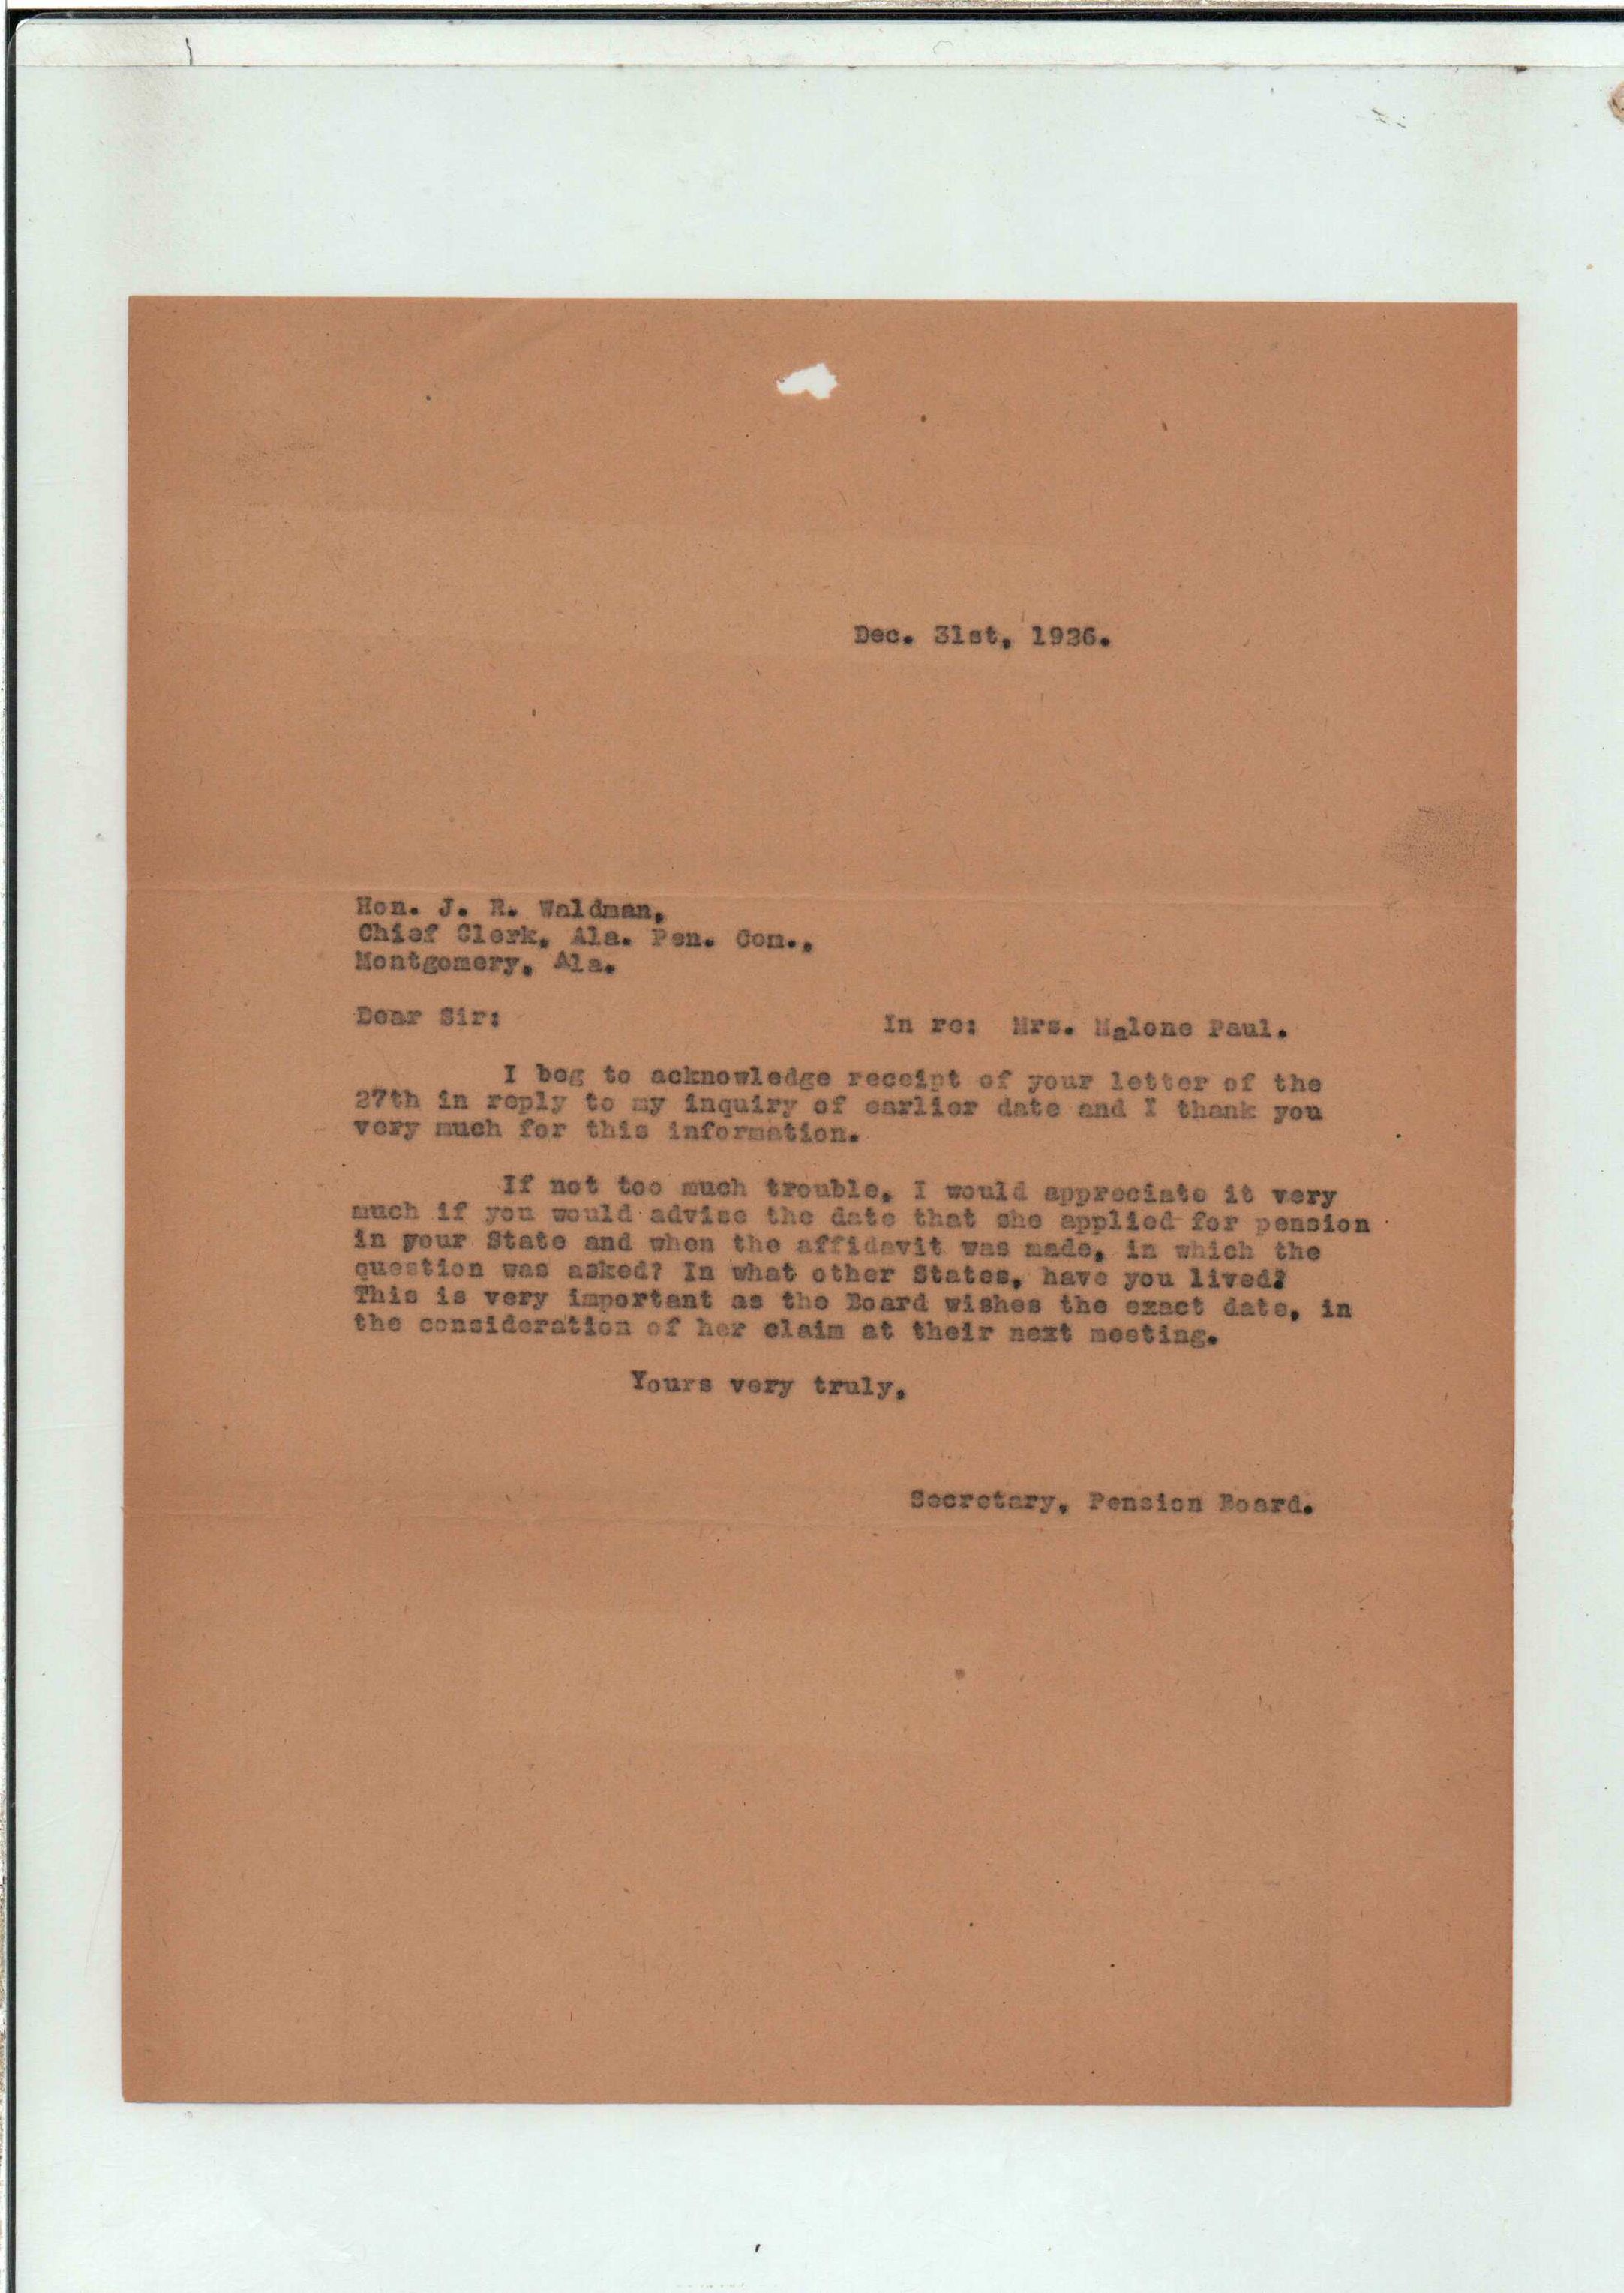 Dec. 31st, 1926.
Hon. J. R. Waldman,
Chief Clerk, Ala. Pen. Com.,
Montgomery, Ala.
Dear Sir:
In re: Mrs. Malone Paul.
I beg to acknowledge receipt of your letter of the
27th in reply to my inquiry of earlier date and I thank you
very much for this information.
If not too much trouble, I would appreciate it very
much if you would advise the date that she applied for pension
in your State and when the affidavit was made, in which the
question was asked? In what other States, have you lived?
This is very important as the Board wishes the exact date, in
the consideration of her claim at their next meeting.
Yours very truly,
Secretary, Pension Board.